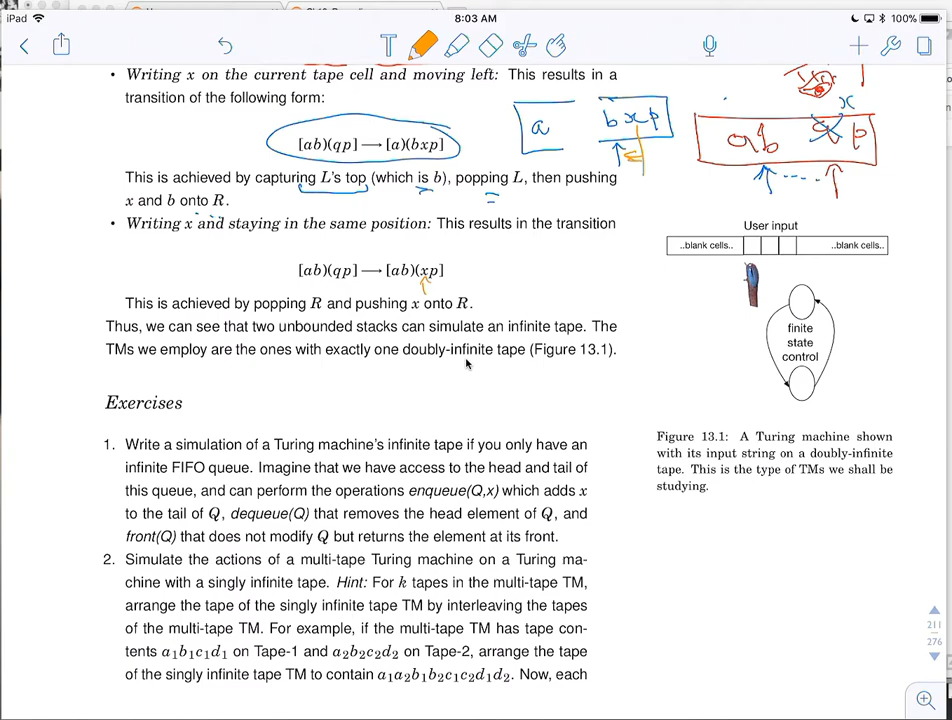 iPad
8:03 AM
100%
T
• Writing x on the current tape cell and moving left: This results in a
transition of the following form:
[ab)(qp] → [a)(bxp]
This is achieved by capturing L's top (which is b), popping L, then pushing
x and b onto R.
• Writing x and staying in the same position: This results in the transition
[ab)(qp] → [ab)(xp]
This is achieved by popping R and pushing x onto R.
Thus, we can see that two unbounded stacks can simulate an infinite tape. The
TMs we employ are the ones with exactly one doubly-infinite tape (Figure 13.1).
Exercises
1. Write a simulation of a Turing machine's infinite tape if you only have an
infinite FIFO queue. Imagine that we have access to the head and tail of
this queue, and can perform the operations enqueue(Q,x) which adds x
to the tail of Q, dequeue(Q) that removes the head element of Q, and
front(Q) that does not modify Q but returns the element at its front.
2. Simulate the actions of a multi-tape Turing machine on a Turing ma-
chine with a singly infinite tape. Hint: For k tapes in the multi-tape TM,
arrange the tape of the singly infinite tape TM by interleaving the tapes
of the multi-tape TM. For example, if the multi-tape TM has tape con-
tents a₁b₁c₁d₁ on Tape-1 and a₂b₂c₂d₂ on Tape-2, arrange the tape
of the singly infinite tape TM to contain a₁a₂b₁b₂c₁c₂d₁d₂. Now, each
a
b x p
x
a b q p
User input
..blank cells..
..blank cells..
finite
state
control
Figure 13.1: A Turing machine shown
with its input string on a doubly-infinite
tape. This is the type of TMs we shall be
studying.
211
276